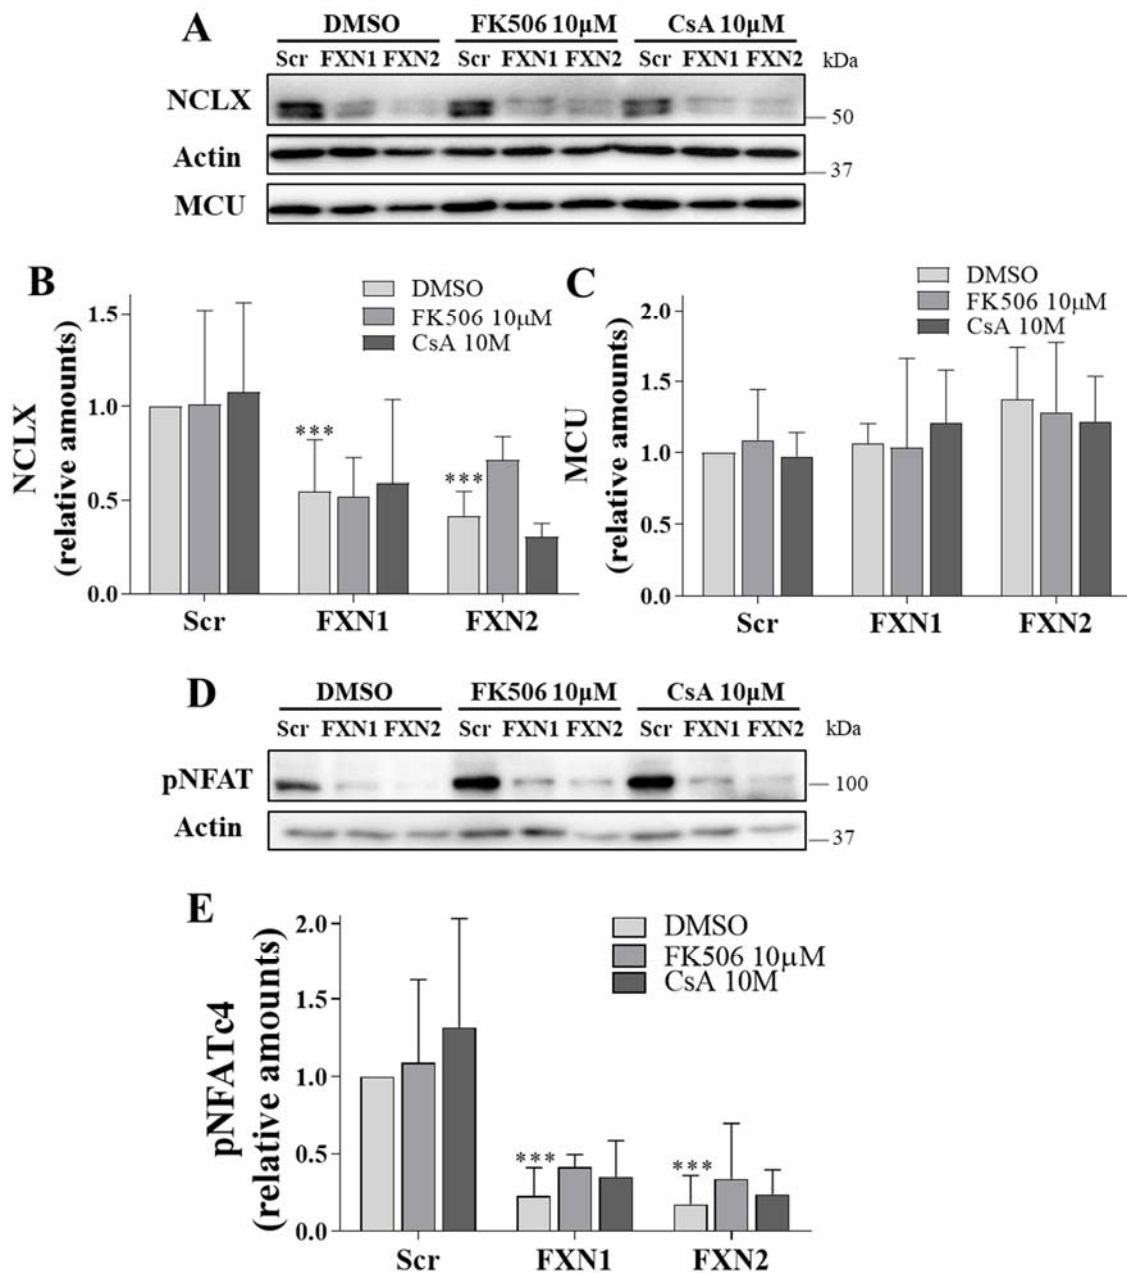 A
DMSO FK506 10µM CsA 10µM
Scr FXN1 FXN2 Scr FXN1 FXN2 Scr FXN1 FXN2 kDa
NCLX
50
Actin
37
MCU
B
DMSO
FK506 10µM
CsA 10M
NCLX
(relative amounts)
1.5
1.0
0.5
0.0
***
***
Scr FXN1 FXN2
C
DMSO
FK506 10µM
CsA 10M
MCU
(relative amounts)
2.0
1.5
1.0
0.5
0.0
Scr FXN1 FXN2
D
DMSO FK506 10µM CsA 10µM
Scr FXN1 FXN2 Scr FXN1 FXN2 Scr FXN1 FXN2 kDa
pNFAT
100
Actin
37
E
DMSO
FK506 10µM
CsA 10M
pNFATc4
(relative amounts)
2.0
1.5
1.0
0.5
0.0
***
***
Scr FXN1 FXN2